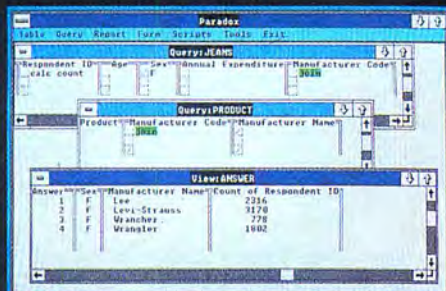 Paradox
Table Query Report Form Scripts Tools Exit
Query:JEANS
Respondent ID Age Sex Annual Expenditure Manufacturer Code
calc count F Join
Query:PRODUCT
Product Manufacturer Code Manufacturer Name
Join
View:ANSWER
Answer Sex Manufacturer Name Count of Respondent ID
1 F Lee 2316
2 F Levi-Strauss 3170
3 F Wrancher 778
4 F Wrangler 1802